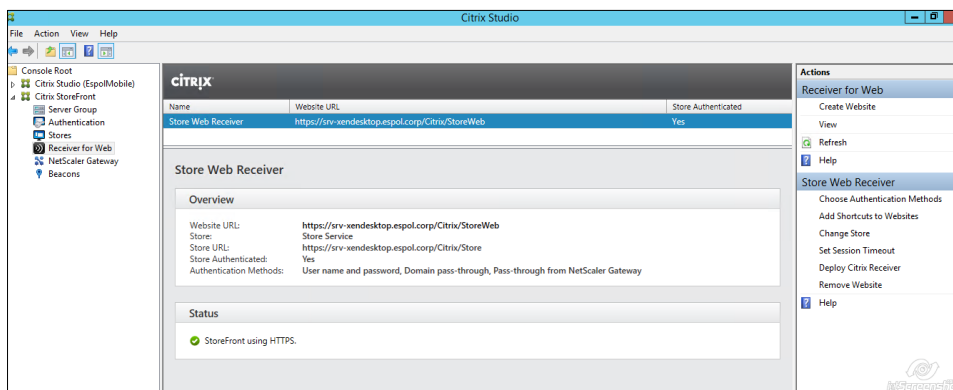 Citrix Studio
File Action View Help
Console Root
Citrix Studio (EspolMobile)
Citrix StoreFront
Server Group
Authentication
Stores
Receiver for Web
NetScaler Gateway
Beacons
CİTRIX
Name Website URL Store Authenticated
Store Web Receiver https://srv-xendesktop.espol.corp/Citrix/StoreWeb Yes
Store Web Receiver
Overview
Website URL: https://srv-xendesktop.espol.corp/Citrix/StoreWeb
Store: Store Service
Store URL: https://srv-xendesktop.espol.corp/Citrix/Store
Store Authenticated: Yes
Authentication Methods: User name and password, Domain pass-through, Pass-through from NetScaler Gateway
Status
StoreFront using HTTPS.
Actions
Receiver for Web
Create Website
View
Refresh
Help
Store Web Receiver
Choose Authentication Methods
Add Shortcuts to Websites
Change Store
Set Session Timeout
Deploy Citrix Receiver
Remove Website
Help